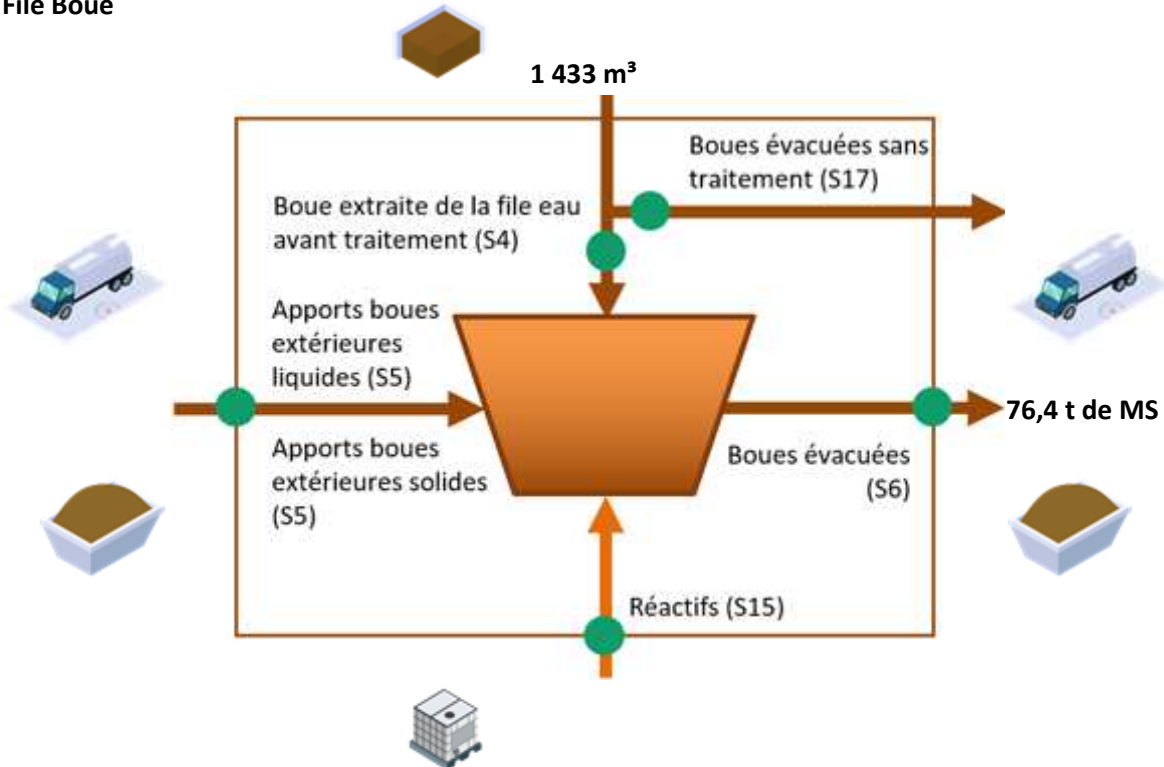 File Boue
1 433 m³
Boues évacuées sans
traitement (S17)
Boue extraite de la file eau
avant traitement (S4)
Apports boues
extérieures
liquides (S5)
76,4 t de MS
Apports boues
extérieures solides
(S5)
Boues évacuées
(S6)
Réactifs (S15)